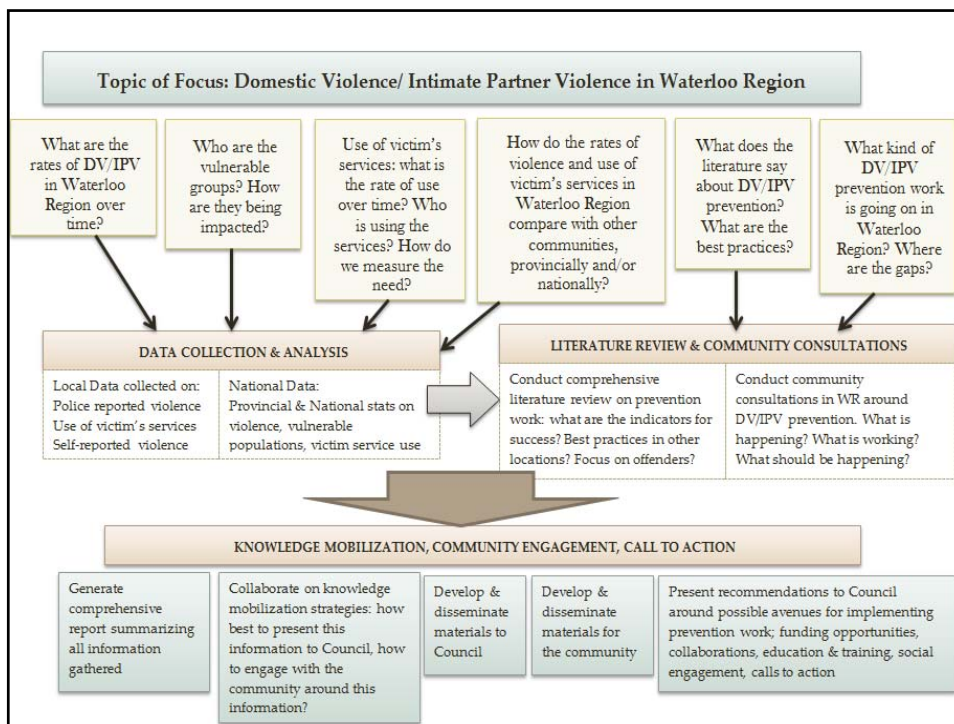 Topic of Focus: Domestic Violence/ Intimate Partner Violence in Waterloo Region
What are the
rates of DV/IPV
in Waterloo
Region over
time?
Who are the
vulnerable
groups? How
are they being
impacted?
Use of victim's
services: what
is the rate of use
over time? Who
is using the
services? How do
we measure the
need?
How do the rates
of violence and
use of victim's
services in
Waterloo Region
compare with
other
communities,
provincially and/or
nationally?
What does the
literature say
about DV/IPV
prevention?
What are the
best practices?
What kind of
DV/IPV
prevention work
is going on in
Waterloo
Region? Where
are the gaps?
DATA COLLECTION & ANALYSIS
Local Data collected on:
Police reported violence
Use of victim's services
Self-reported violence
National Data:
Provincial & National stats on
violence, vulnerable
populations, victim service use
LITERATURE REVIEW & COMMUNITY CONSULTATIONS
Conduct comprehensive
literature review on prevention
work: what are the indicators for
success? Best practices in other
locations? Focus on offenders?
Conduct community
consultations in WR around
DV/IPV prevention. What is
happening? What is working?
What should be happening?
KNOWLEDGE MOBILIZATION, COMMUNITY ENGAGEMENT, CALL TO ACTION
Generate
comprehensive
report summarizing
all information
gathered
Collaborate on knowledge
mobilization strategies: how
best to present this
information to Council, how
to engage with the
community around this
information?
Develop &
disseminate
materials to
Council
Develop &
disseminate
materials for
the community
Present recommendations to Council
around possible avenues for implementing
prevention work; funding opportunities,
collaborations, education & training, social
engagement, calls to action